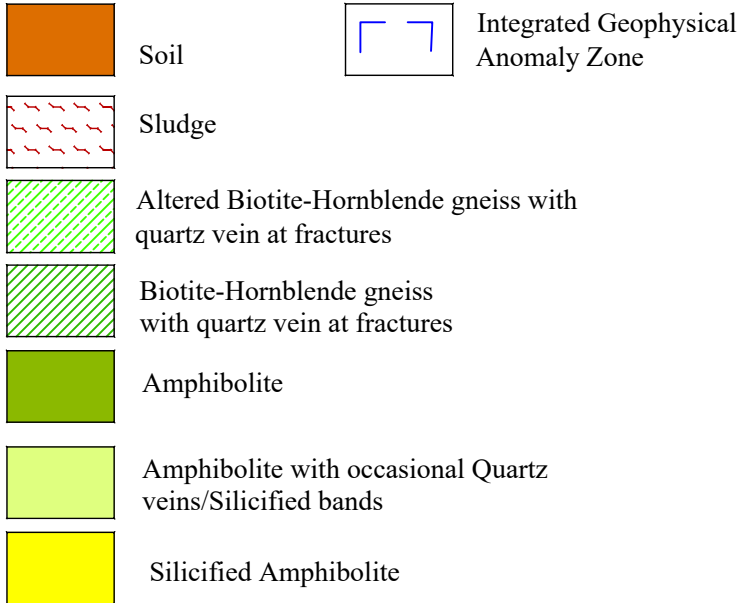 Soil
Integrated Geophysical
Anomaly Zone
Sludge
Altered Biotite-Hornblende gneiss with
quartz vein at fractures
Biotite-Hornblende gneiss
with quartz vein at fractures
Amphibolite
Amphibolite with occasional Quartz
veins/Silicified bands
Silicified Amphibolite